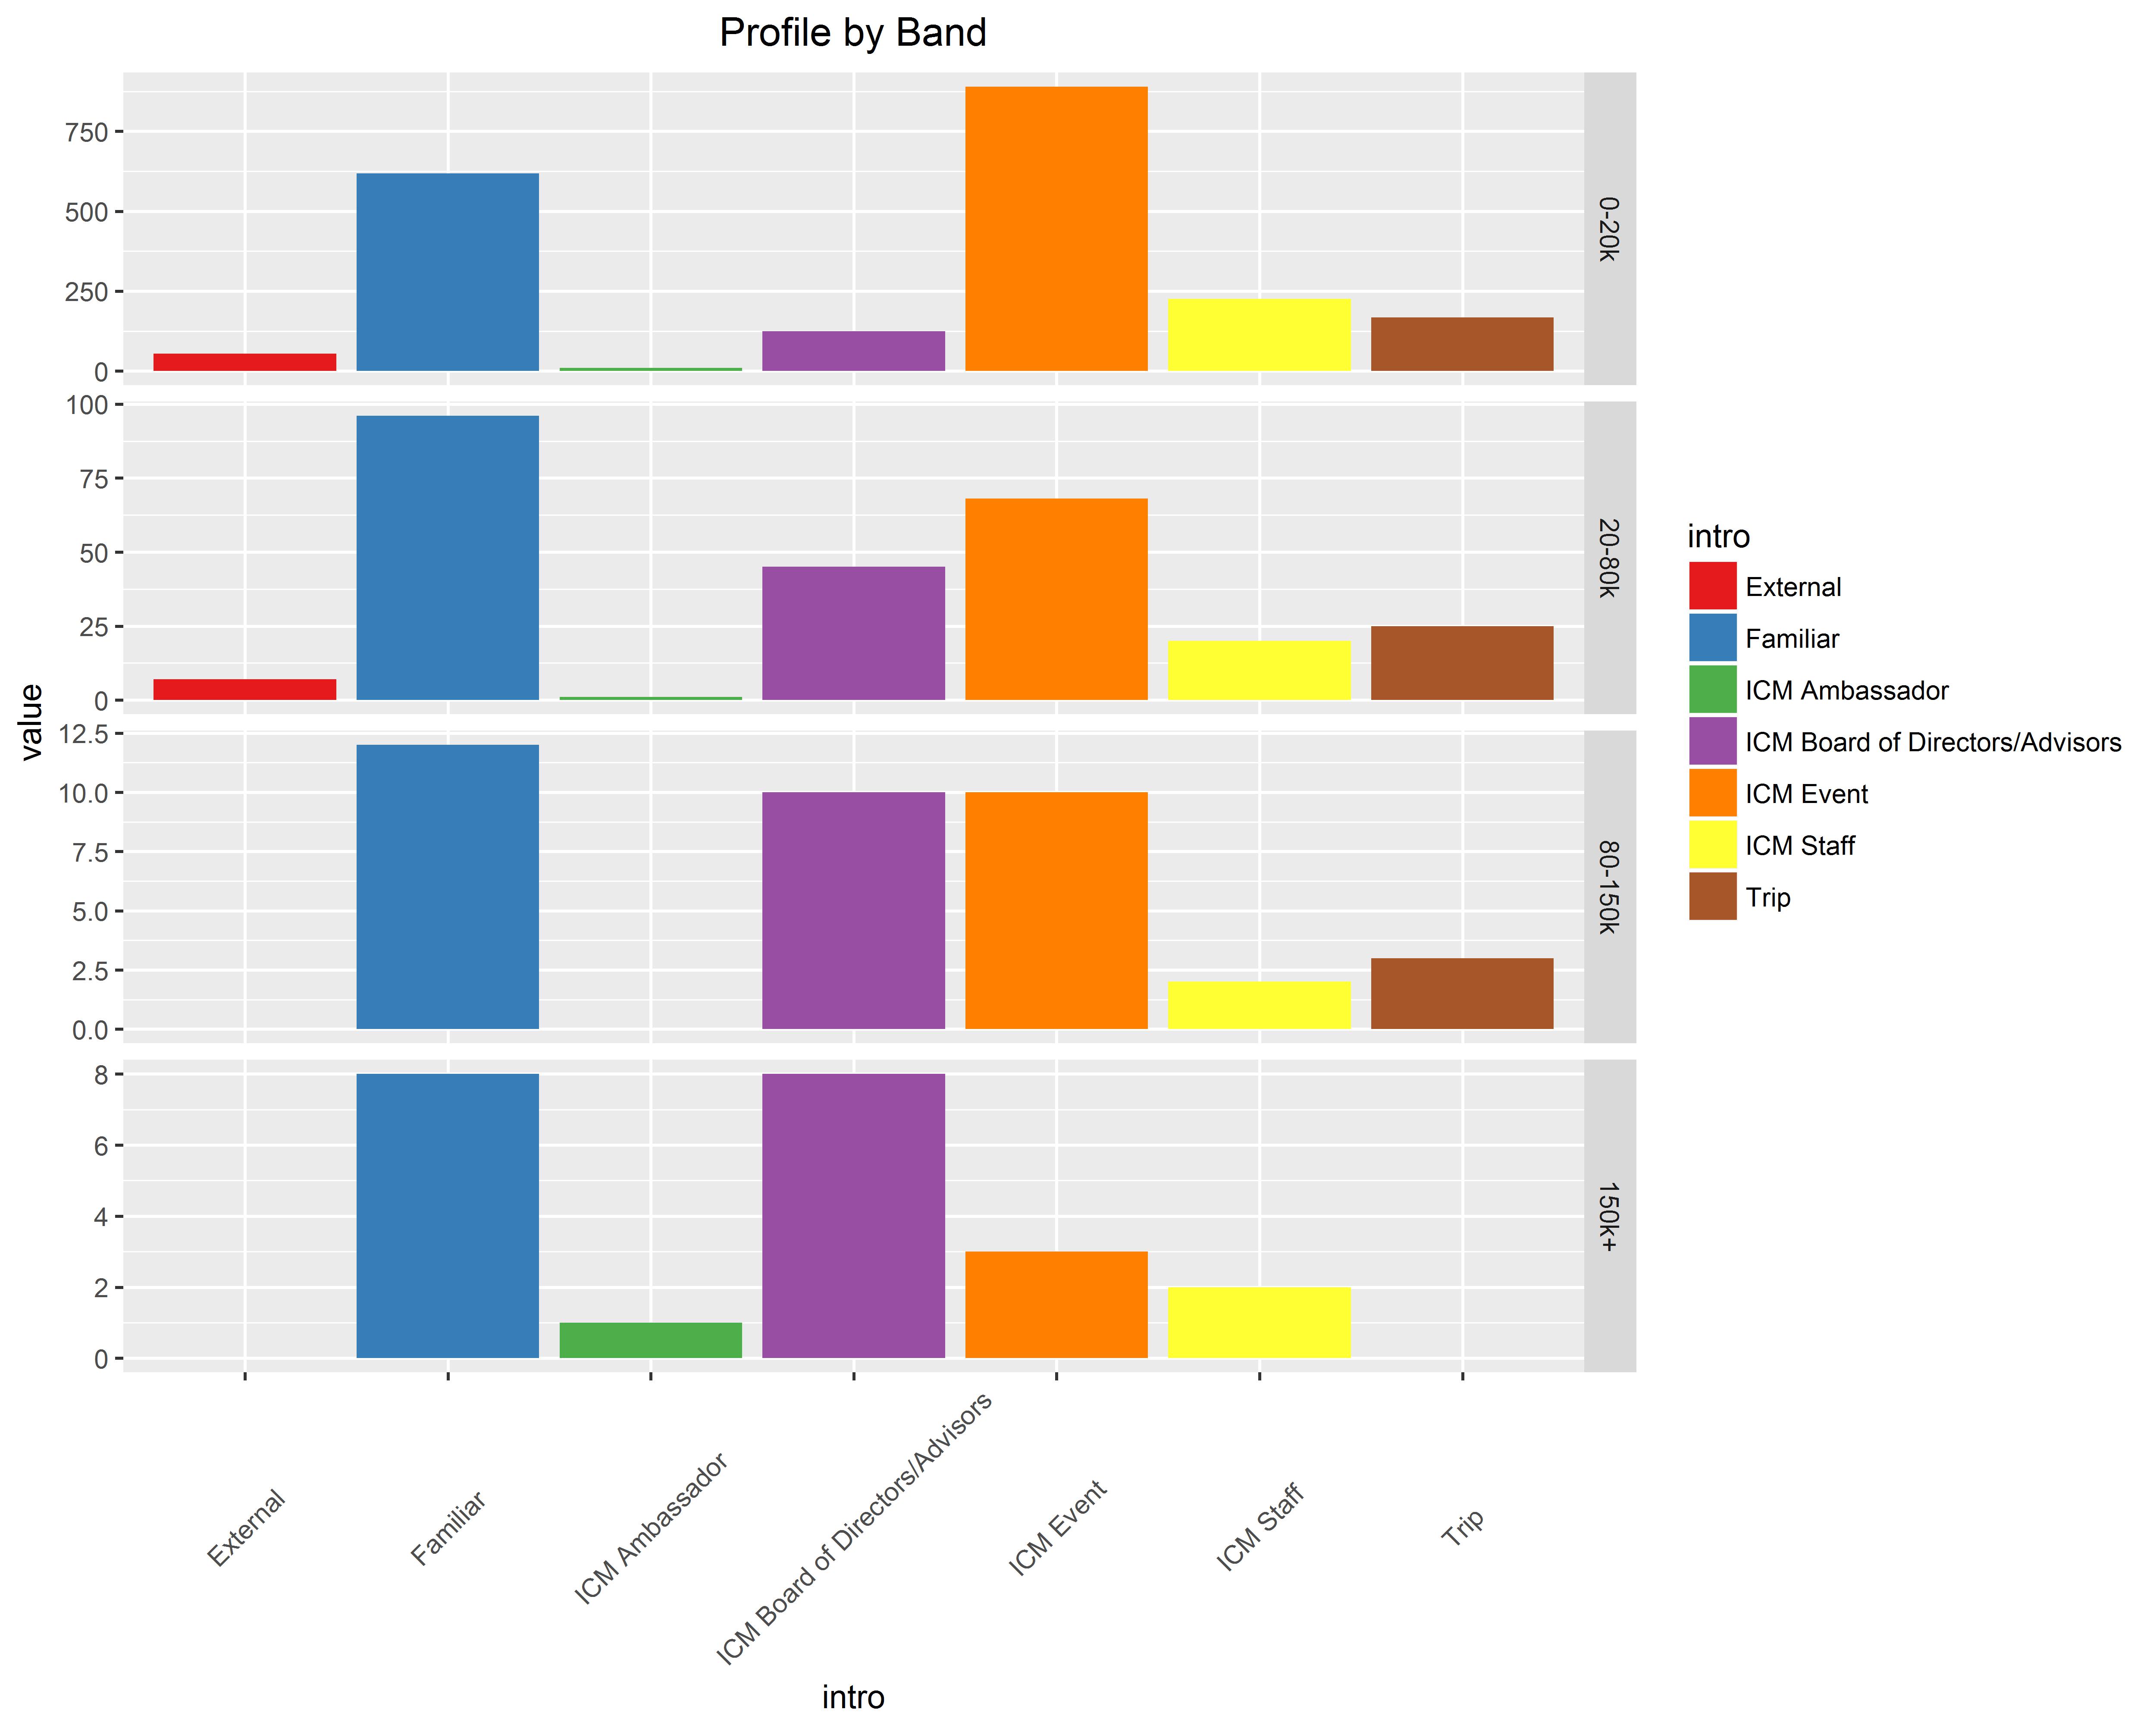 Profile by Band
value
750
500
250
0
0-20k
100
75
50
25
0
20-80k
12.5
10.0
7.5
5.0
2.5
0.0
80-150k
8
6
4
2
0
150k+
External
Familiar
ICM Ambassador
ICM Board of Directors/Advisors
ICM Event
ICM Staff
Trip
intro
intro
External
Familiar
ICM Ambassador
ICM Board of Directors/Advisors
ICM Event
ICM Staff
Trip